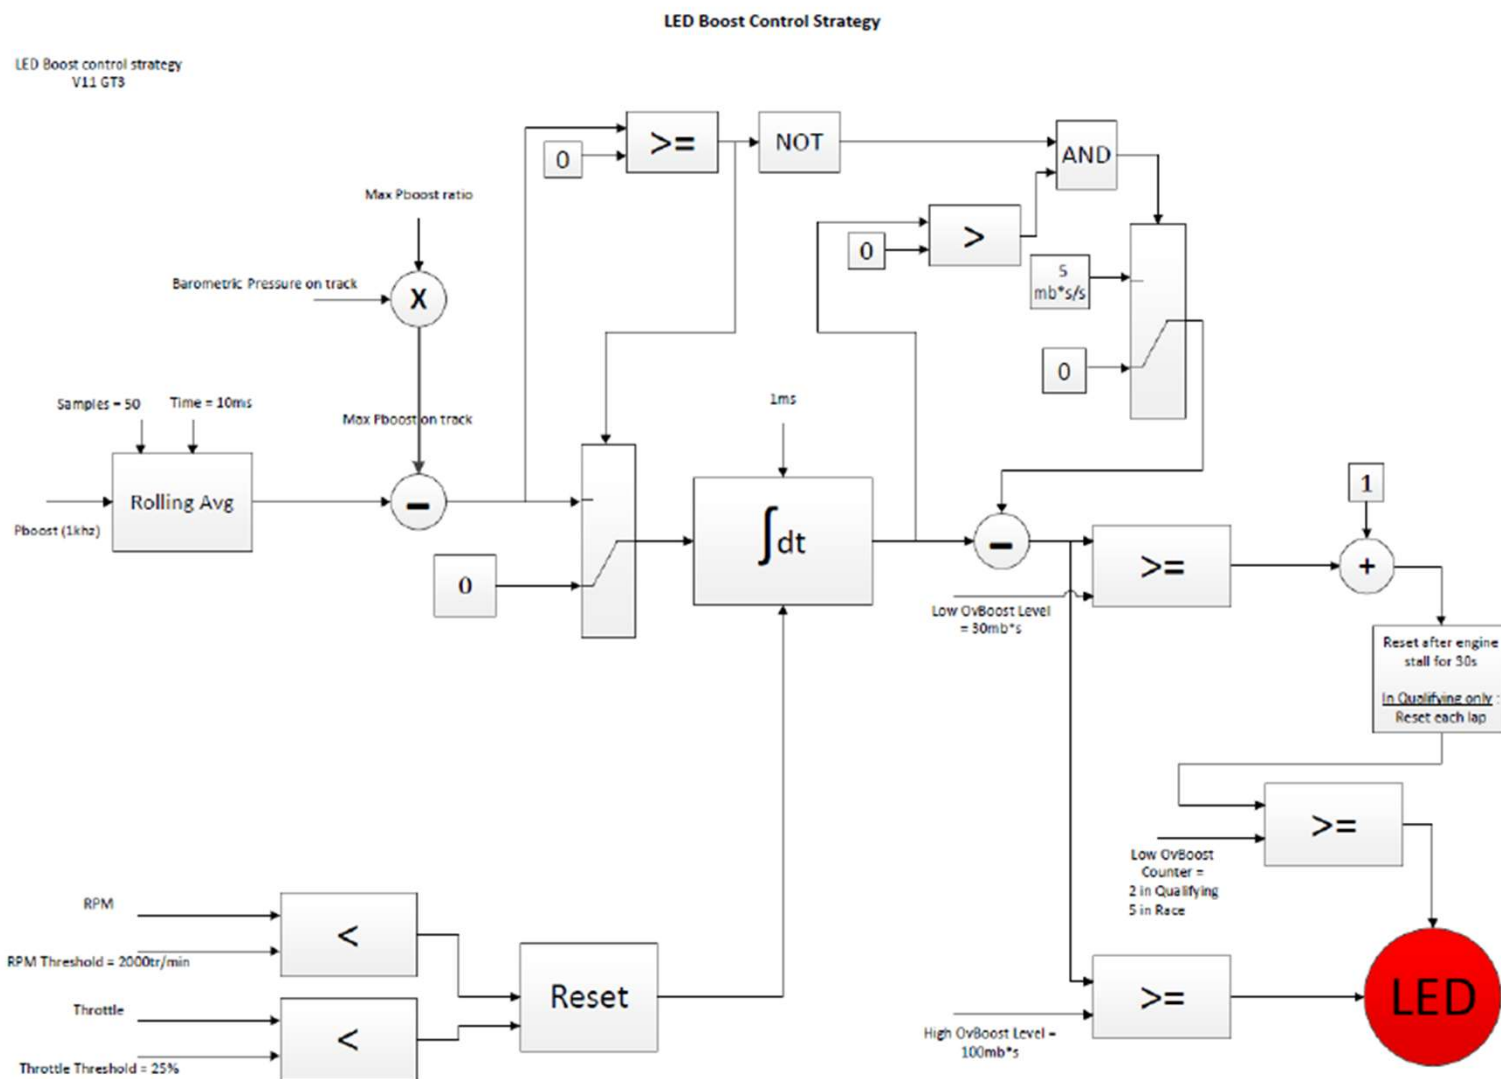 LED Boost Control Strategy
LED Boost control strategy
V11 GT3
>=
NOT
AND
0
Max Pboost ratio
>
0
5
mb*s/s
Barometric Pressure on track
X
0
Samples = 50
Time = 10ms
1ms
Max Pboost on track
Rolling Avg
-
Pboost (1khz)
0
∫dt
-
1
>=
+
Low OvBoost Level
= 30mb*s
Reset after engine
stall for 30s
In Qualifying only :
Reset each lap
>=
Low OvBoost
Counter =
2 in Qualifying
5 in Race
RPM
<
RPM Threshold = 2000tr/min
Reset
>=
LED
Throttle
<
High OvBoost Level =
100mb*s
Throttle Threshold = 25%